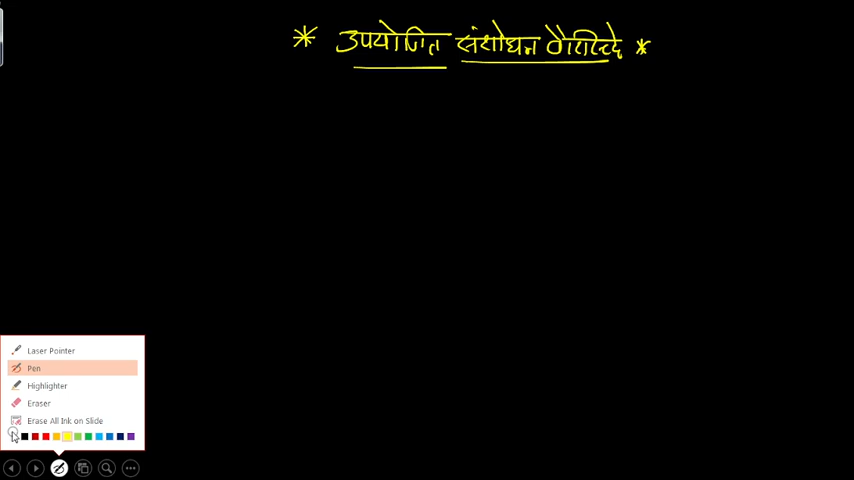 * उपयोजित संशोधन वैशिष्टे *
Laser Pointer
Pen
Highlighter
Eraser
Erase All Ink on Slide